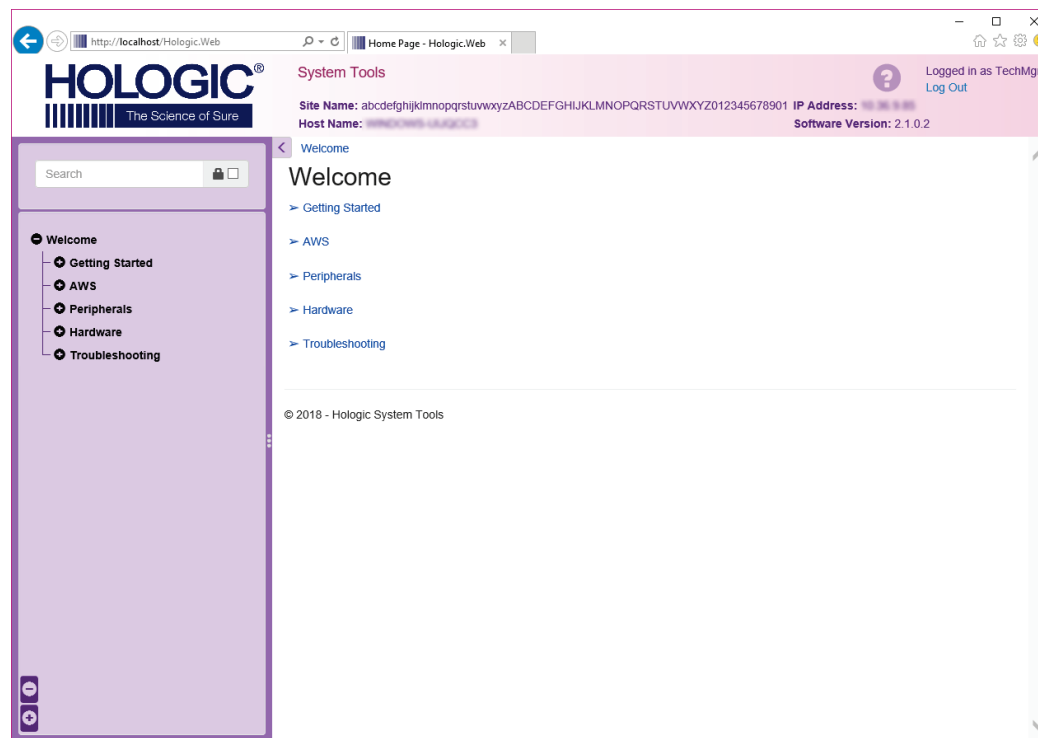 http://localhost/Hologic.Web
Home Page - Hologic.Web
HOLOGIC®
The Science of Sure
System Tools
Logged in as TechMgr
Log Out
Site Name: abcdefghijklmnopqrstuvwxyzABCDEFGHIJKLMNOPQRSTUVWXYZ012345678901 IP Address:
Host Name:
Software Version: 2.1.0.2
Search
Welcome
Getting Started
AWS
Peripherals
Hardware
Troubleshooting
Welcome
Welcome
➢ Getting Started
➢ AWS
➢ Peripherals
➢ Hardware
➢ Troubleshooting
© 2018 - Hologic System Tools